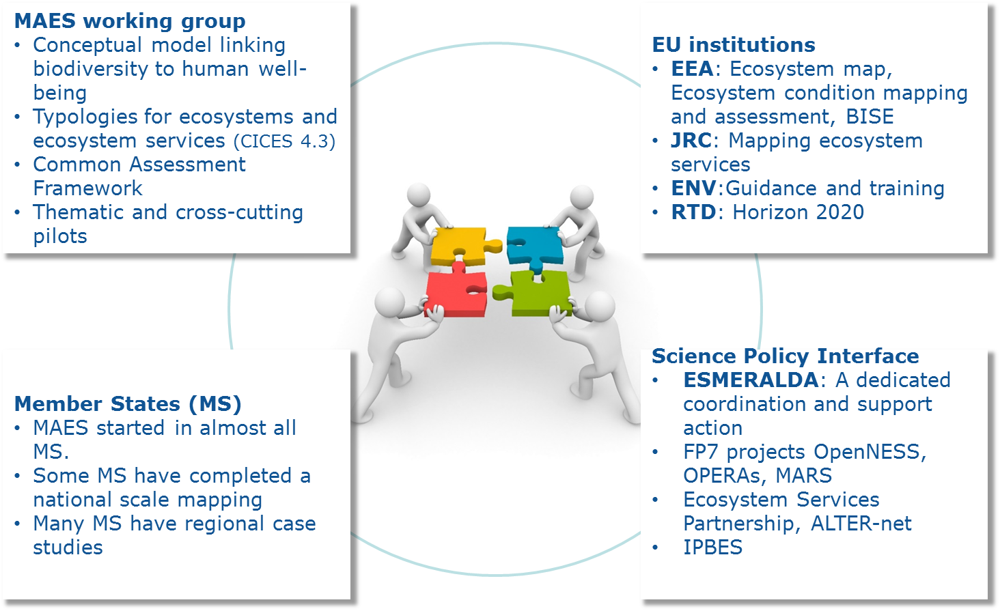 MAES working group
• Conceptual model linking
biodiversity to human well-
being
• Typologies for ecosystems and
ecosystem services (CICES 4.3)
• Common Assessment
Framework
• Thematic and cross-cutting
pilots
EU institutions
• EEA: Ecosystem map,
Ecosystem condition mapping
and assessment, BISE
• JRC: Mapping ecosystem
services
• ENV:Guidance and training
• RTD: Horizon 2020
Member States (MS)
• MAES started in almost all
MS.
• Some MS have completed a
national scale mapping
• Many MS have regional case
studies
Science Policy Interface
• ESMERALDA: A dedicated
coordination and support
action
• FP7 projects OpenNESS,
OPERAs, MARS
• Ecosystem Services
Partnership, ALTER-net
• IPBES